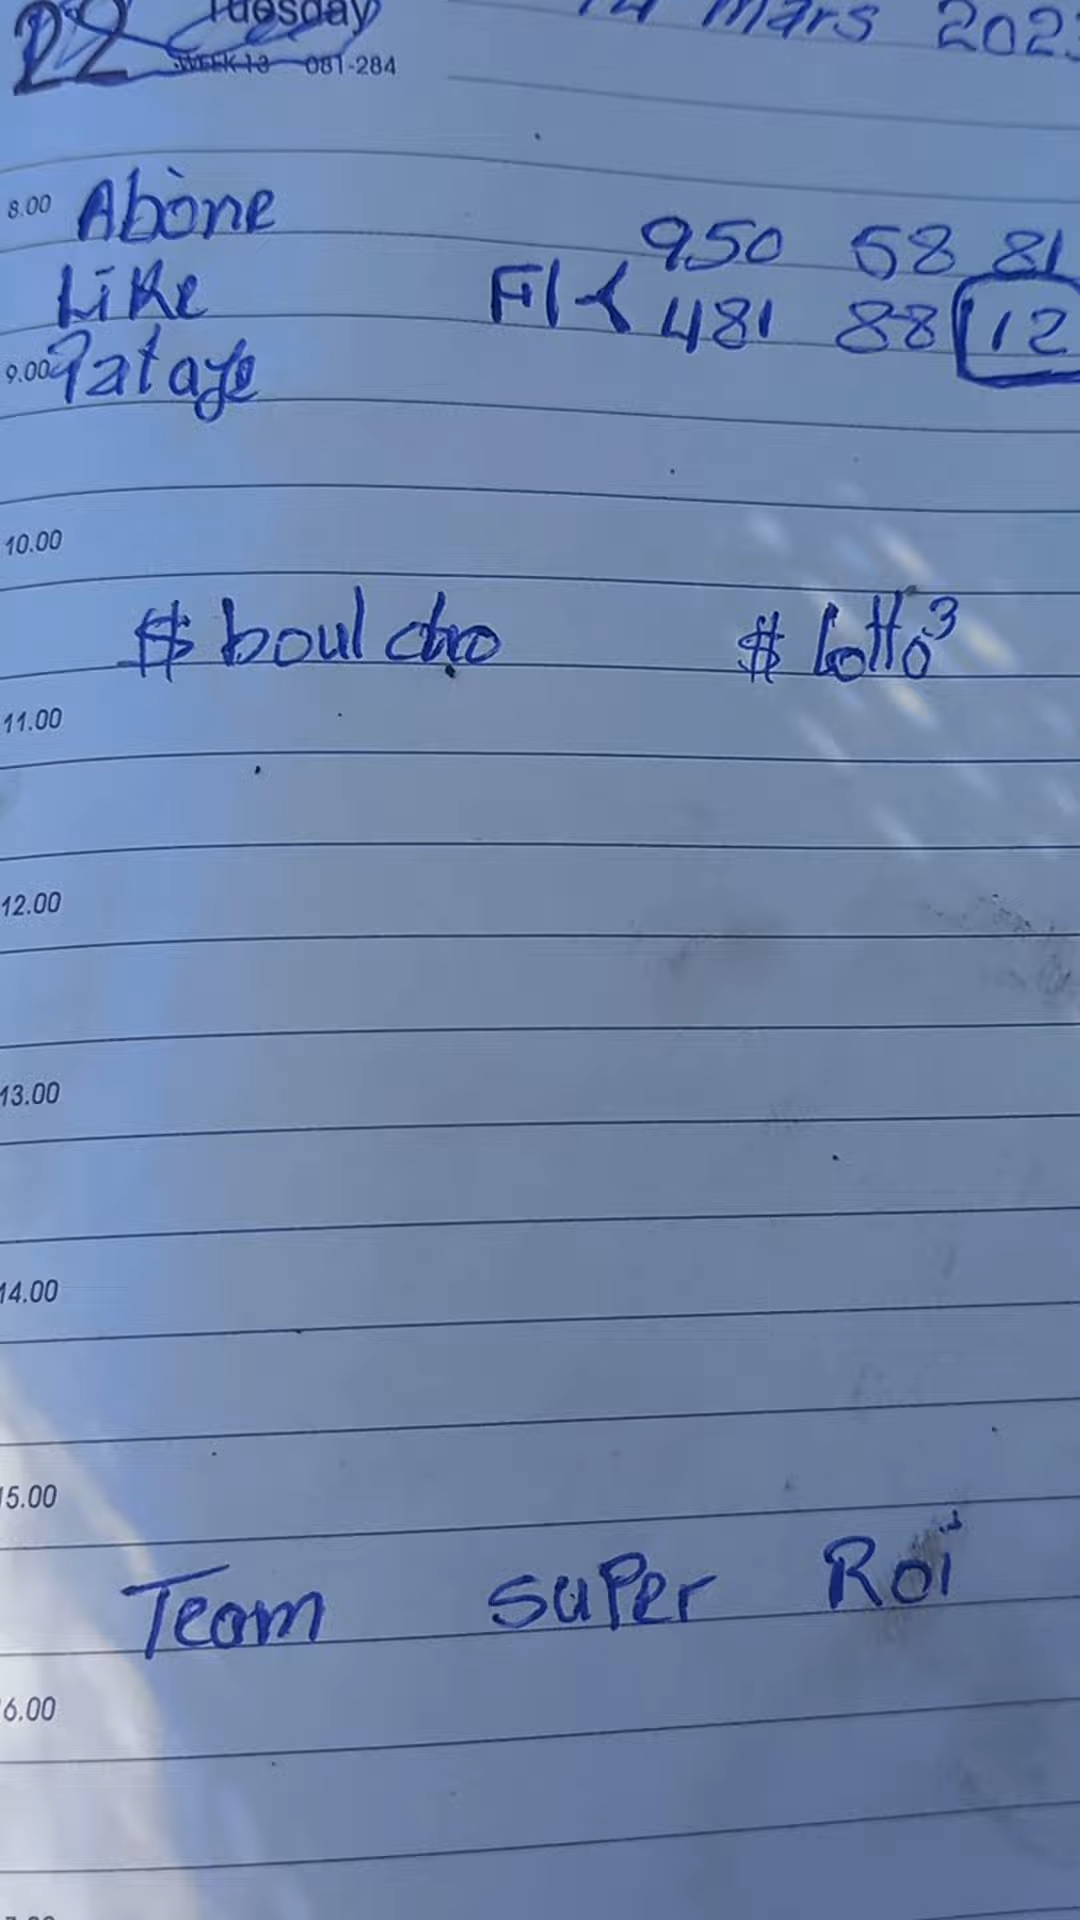 22 Tuesday 14 Mars 202
WEEK 13 081-284
8.00 Abòne 950 58 81
Like Fl 481 88 12
9.00 Pataje
10.00
$ boul cho $ lotto 3
11.00
12.00
13.00
14.00
15.00
Team super Roi
6.00